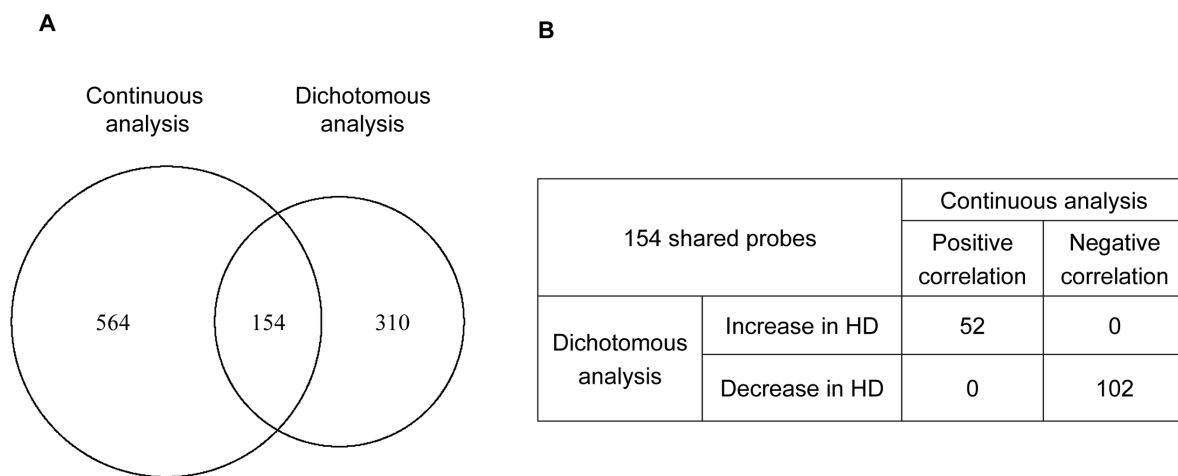 A
B
Continuous
analysis
Dichotomous
analysis
564
154
310
154 shared probes
Continuous analysis
Positive
correlation
Negative
correlation
Dichotomous
analysis
Increase in HD
52
0
Decrease in HD
0
102